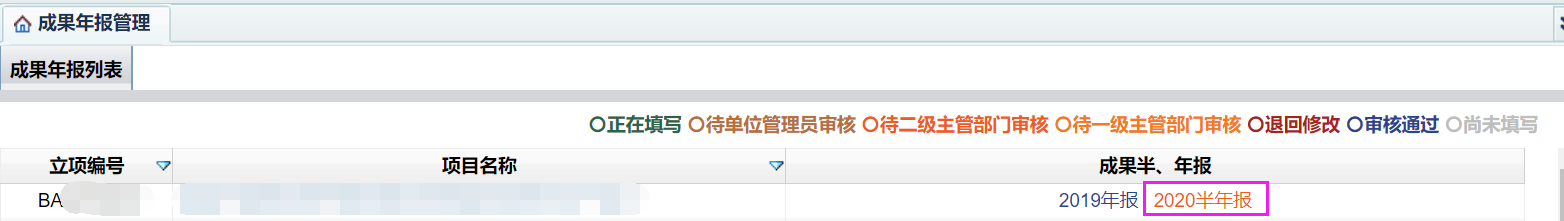 成果年报管理
成果年报列表
正在填写 待单位管理员审核 待二级主管部门审核 待一级主管部门审核 退回修改 审核通过 尚未填写
立项编号 项目名称 成果半、年报
BA 2019年报 2020半年报